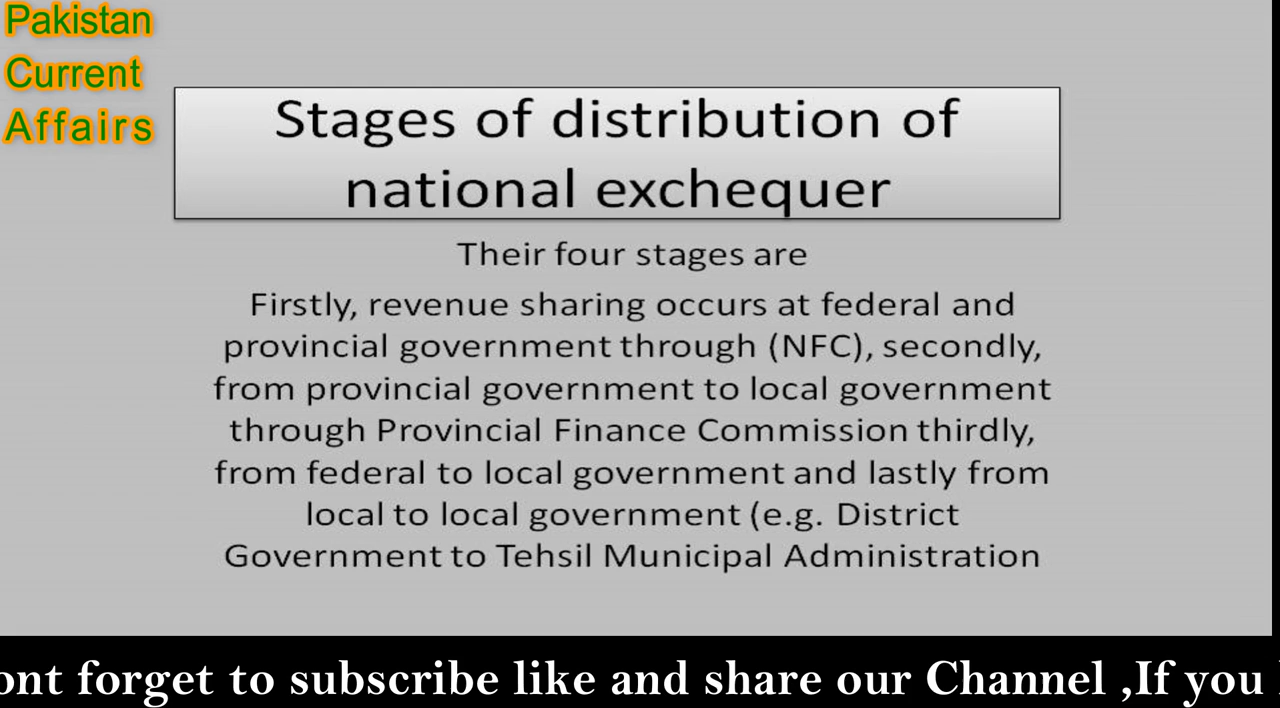 Pakistan
Current
Affairs
Stages of distribution of
national exchequer
Their four stages are
Firstly, revenue sharing occurs at federal and
provincial government through (NFC), secondly,
from provincial government to local government
through Provincial Finance Commission thirdly,
from federal to local government and lastly from
local to local government (e.g. District
Government to Tehsil Municipal Administration
forget to subscribe like and share our Channel ,If you